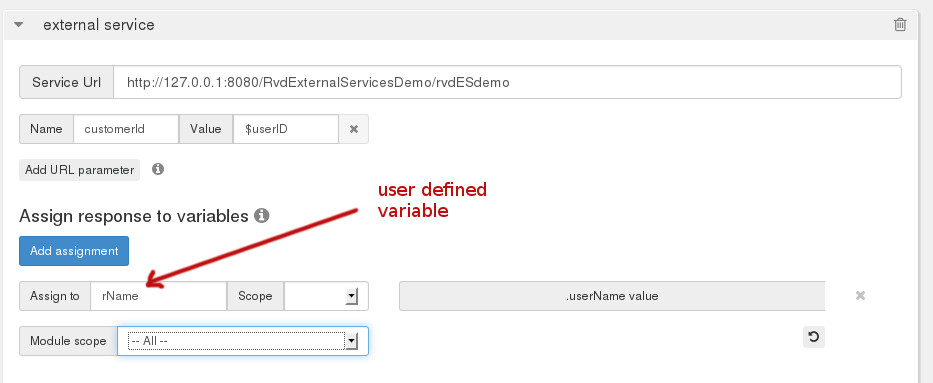 external service
Service Url http://127.0.0.1:8080/RvdExternalServicesDemo/rvdESdemo
Name customerId Value $userID
Add URL parameter
user defined
variable
Assign response to variables
Add assignment
Assign to rName Scope .userName value
Module scope -- All --